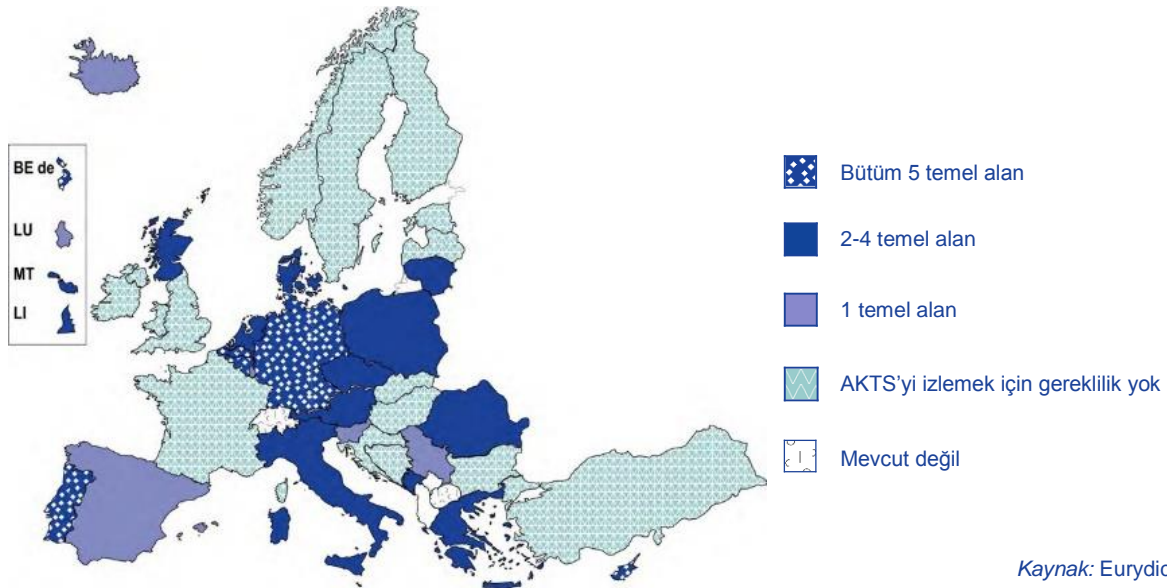 BE de
LU
MT
LI
Bütüm 5 temel alan
2-4 temel alan
1 temel alan
AKTS’yi izlemek için gereklilik yok
Mevcut değil
Kaynak: